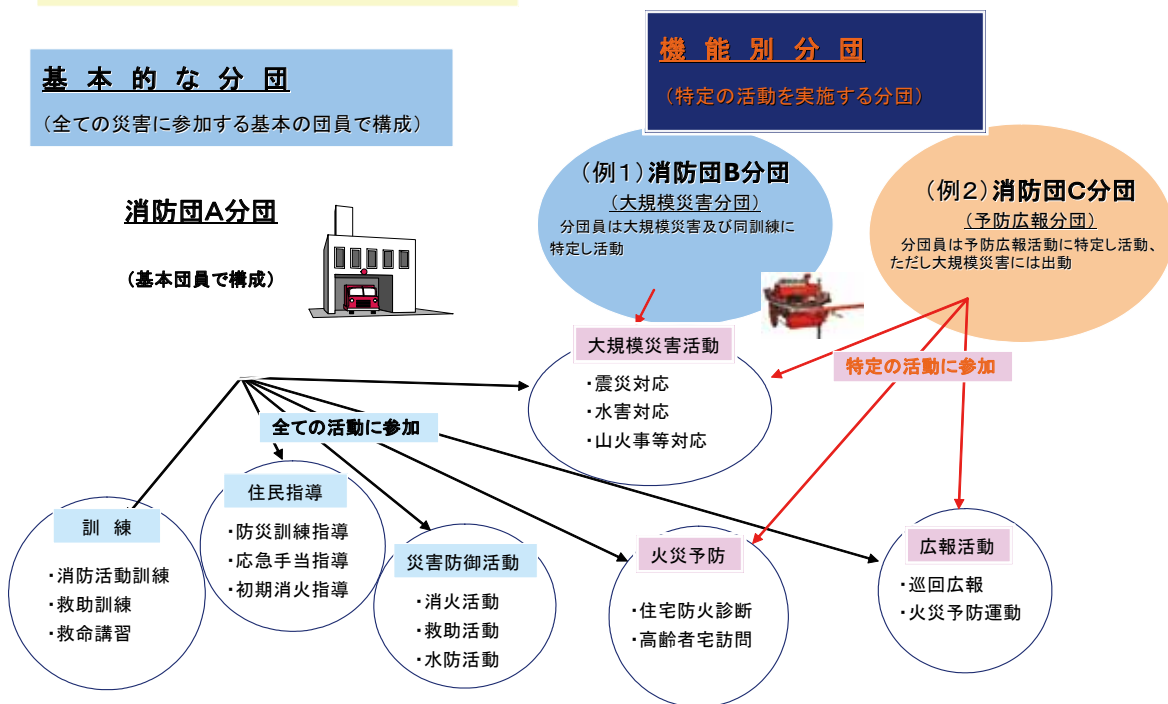 基本的な分団
(全ての災害に参加する基本の団員で構成)
機能別分団
(特定の活動を実施する分団)
消防団A分団
(基本団員で構成)
(例1)消防団B分団
(大規模災害分団)
分団員は大規模災害及び同訓練に
特定し活動
(例2)消防団C分団
(予防広報分団)
分団員は予防広報活動に特定し活動、
ただし大規模災害には出動
大規模災害活動
・震災対応
・水害対応
・山火事等対応
特定の活動に参加
全ての活動に参加
訓練
・消防活動訓練
・救助訓練
・救命講習
住民指導
・防災訓練指導
・応急手当指導
・初期消火指導
災害防御活動
・消火活動
・救助活動
・水防活動
火災予防
・住宅防火診断
・高齢者宅訪問
広報活動
・巡回広報
・火災予防運動